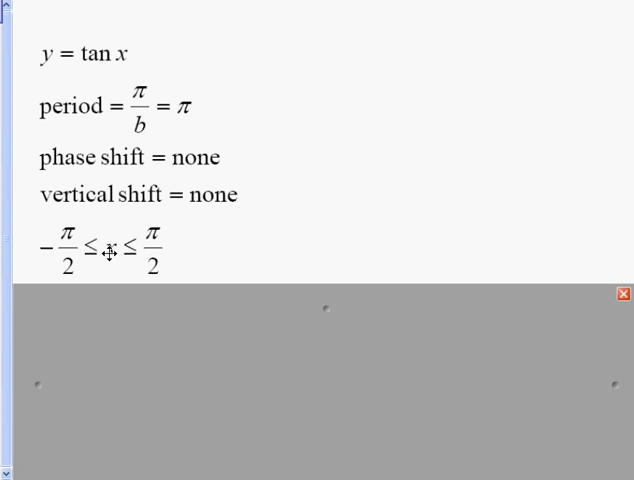 y = tan x
period = π/b = π
phase shift = none
vertical shift = none
-π/2 ≤ x ≤ π/2